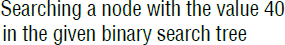 Searching a node with the value 40
in the given binary search tree